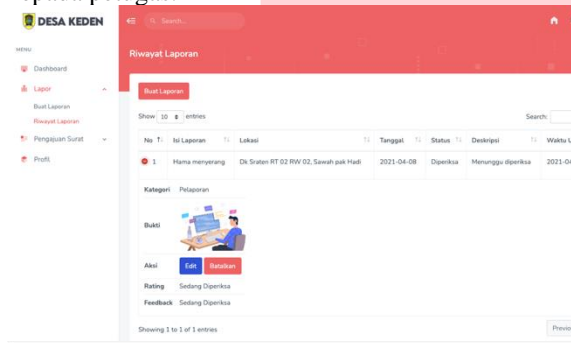 DESA KEDEN
Search...
MENU
Riwayat Laporan
Dashboard
Lapor
Buat Laporan
Buat Laporan
Riwayat Laporan
Show 10 entries
Search:
Pengajuan Surat
No Isi Laporan Lokasi Tanggal Status Deskripsi Waktu
Profil
1 Hama menyerang Dk Sraten RT 02 RW 02, Sawah pak Hadi 2021-04-08 Diperiksa Menunggu diperiksa
Kategori Pelaporan
Bukti
Aksi Edit Batalkan
Rating Sedang Diperiksa
Feedback Sedang Diperiksa
Showing 1 to 1 of 1 entries